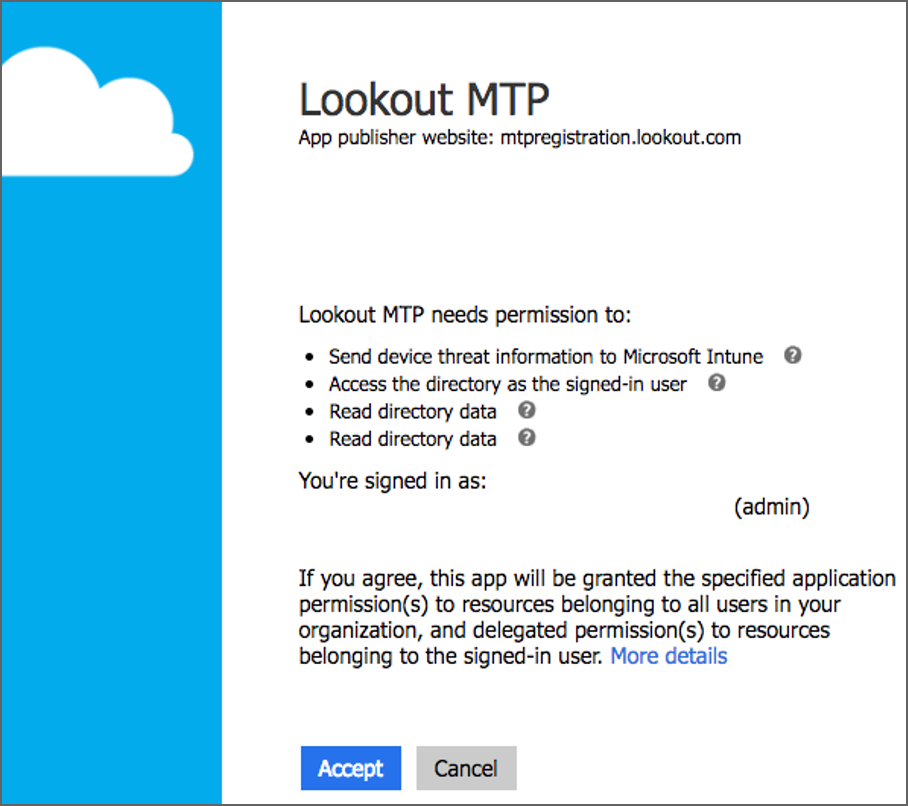 Lookout MTP
App publisher website: mtpregistration.lookout.com
Lookout MTP needs permission to:
Send device threat information to Microsoft Intune ?
Access the directory as the signed-in user ?
Read directory data ?
Read directory data ?
You're signed in as:
(admin)
If you agree, this app will be granted the specified application
permission(s) to resources belonging to all users in your
organization, and delegated permission(s) to resources
belonging to the signed-in user. More details
Accept Cancel